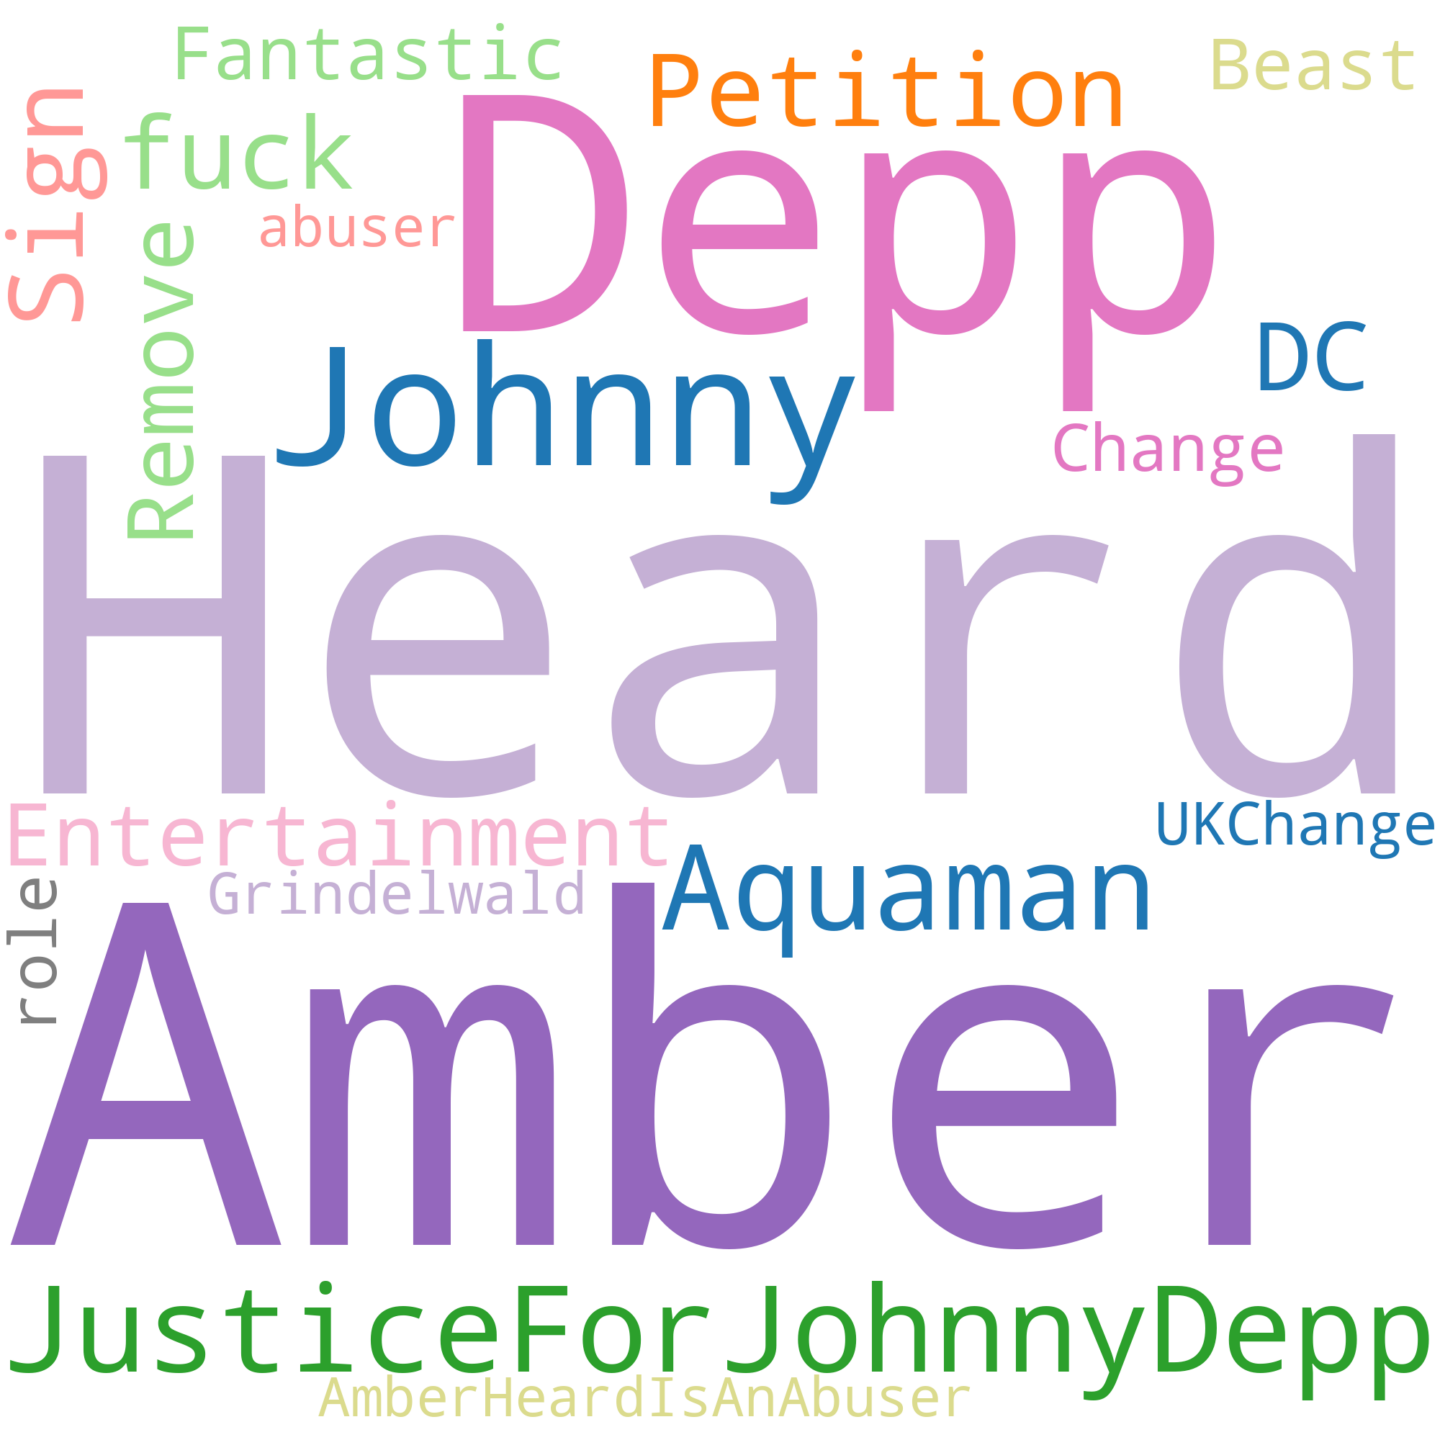 Fantastic
Petition
Beast
Sign
fuck
Depp
abuser
Remove
Johnny
DC
Change
Heard
Entertainment
UKChange
Aquaman
Grindelwald
role
Amber
JusticeForJohnnyDepp
AmberHeardIsAnAbuser